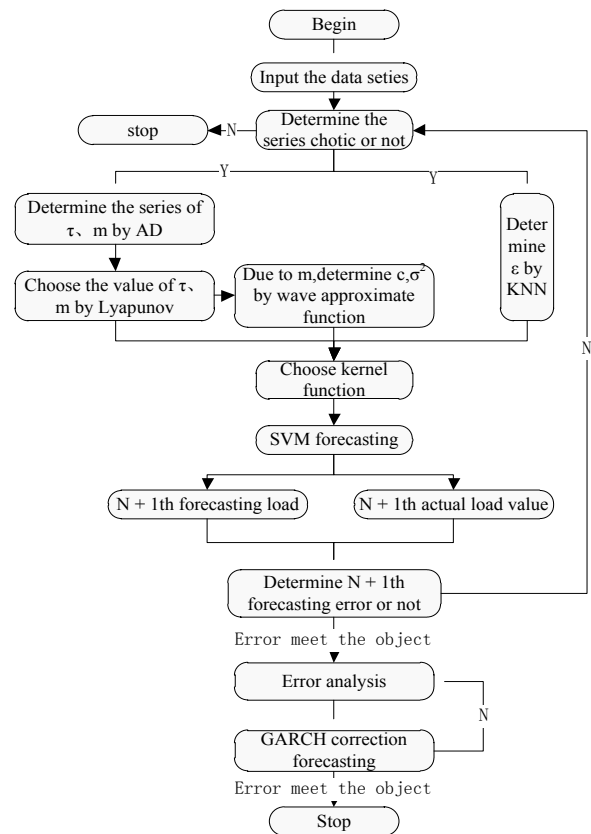 Begin
Input the data seties
Determine the
series chotic or not
N
stop
Y
Y
Determine the series of
τ、m by AD
Deter
mine
ε by
KNN
Choose the value of τ、
m by Lyapunov
Due to m,determine c,σ²
by wave approximate
function
N
Choose kernel
function
SVM forecasting
N + 1th forecasting load
N + 1th actual load value
Determine N + 1th
forecasting error or not
Error meet the object
Error analysis
N
GARCH correction
forecasting
Error meet the object
Stop